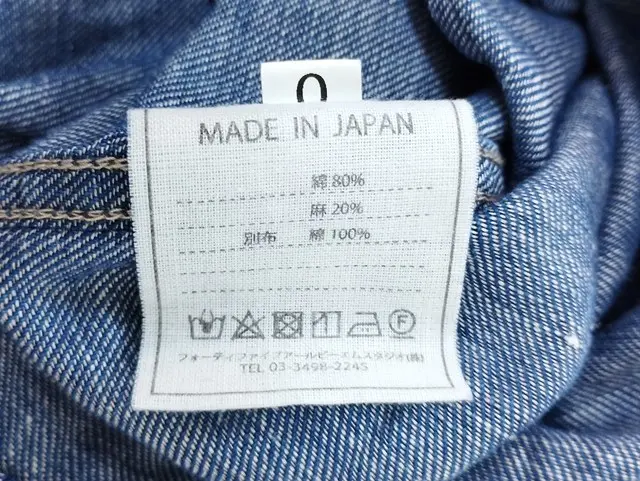 0
MADE IN JAPAN
綿 80%
麻 20%
別布 綿 100%
F
フォーティファイブアールピーエムスタジオ(株)
TEL 03-3498-2245